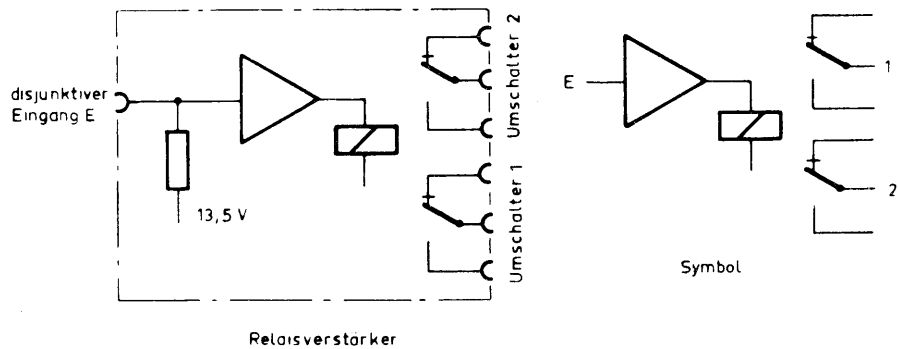 disjunktiver
Eingang E
13,5 V
Umschalter 2
Umschalter 1
Relaisverstärker
E
1
2
Symbol